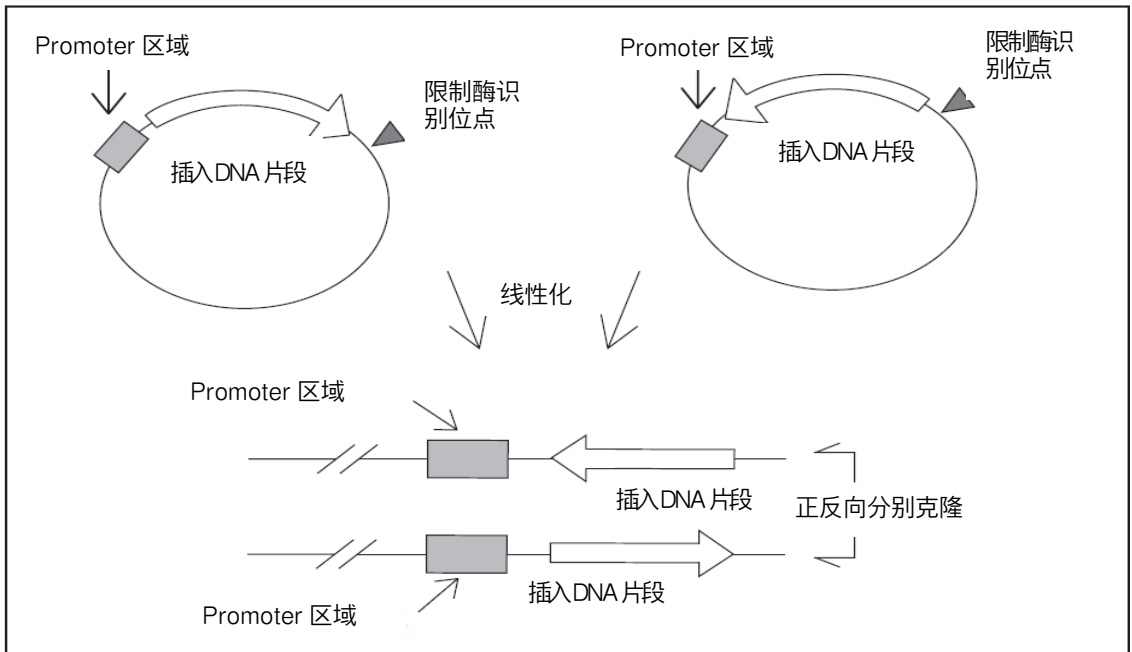 Promoter 区域
限制酶识
别位点
插入DNA 片段
Promoter 区域
限制酶识
别位点
插入DNA 片段
线性化
Promoter 区域
插入DNA 片段
正反向分别克隆
插入DNA 片段
Promoter 区域